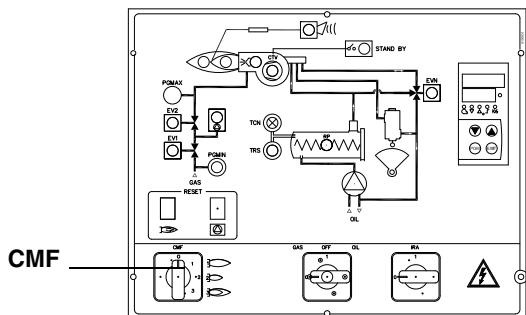 STAND BY
CTV
PGMAX
EV2
EV1
PGMIN
GAS
TCN
TRS
RP
EVN
OIL
RESET
CMF
CMF
0
1
2
3
GAS OFF OIL
1
IRA
1